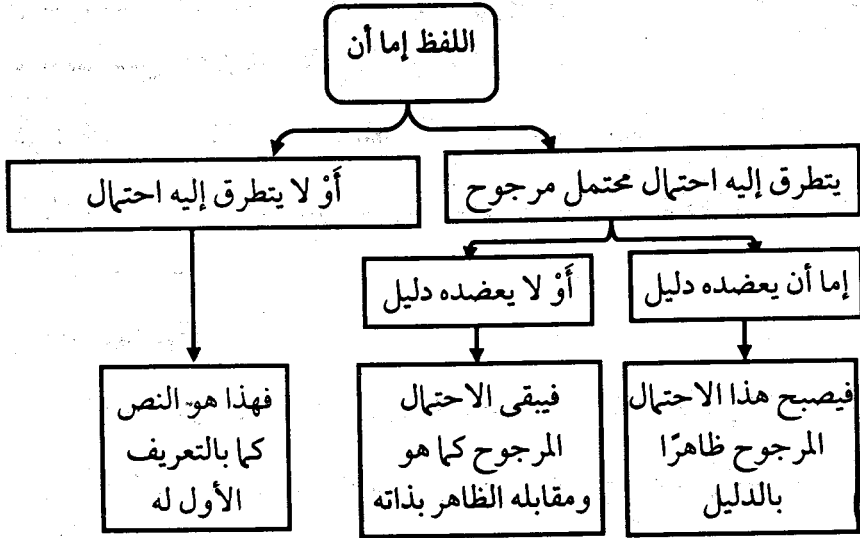 اللفظ إما أن
يتطرق إليه احتمال محتمل مرجوح
أَوْ لا يتطرق إليه احتمال
إما أن يعضده دليل
أَوْ لا يعضده دليل
فيصبح هذا الاحتمال
المرجوح ظاهرًا
بالدليل
فيبقى الاحتمال
المرجوح كما هو
ومقابله الظاهر بذاته
فهذا هو النص
كما بالتعريف
الأول له